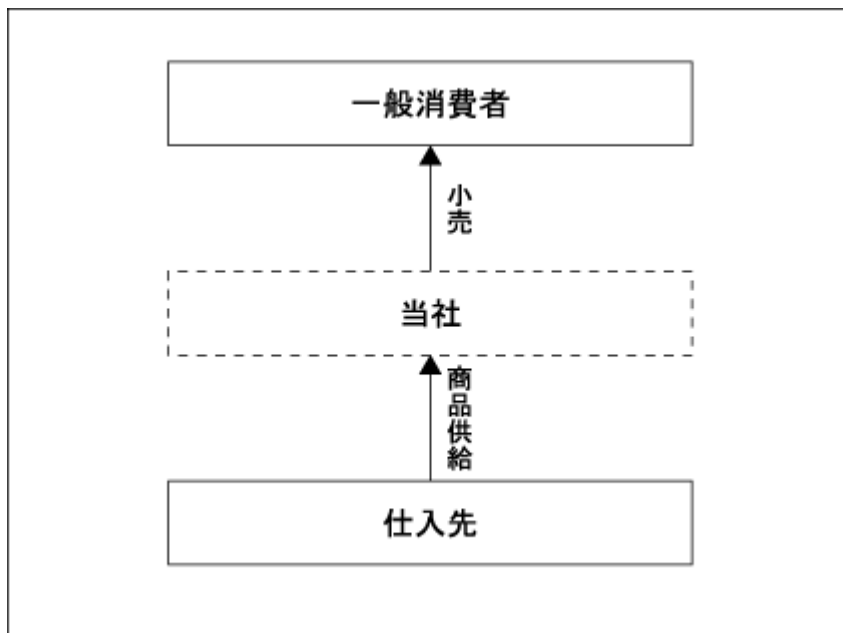 一般消費者
小売
当社
商品供給
仕入先